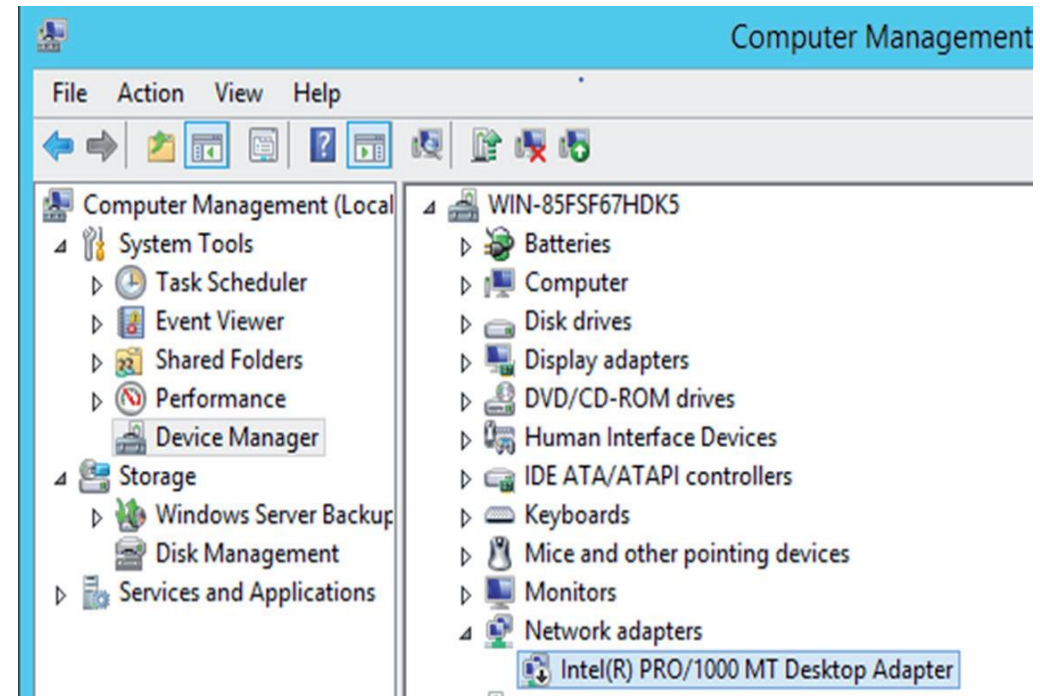 Computer Management
File Action View Help
Computer Management (Local
System Tools
Task Scheduler
Event Viewer
Shared Folders
Performance
Device Manager
Storage
Windows Server Backup
Disk Management
Services and Applications
WIN-85FSF67HDK5
Batteries
Computer
Disk drives
Display adapters
DVD/CD-ROM drives
Human Interface Devices
IDE ATA/ATAPI controllers
Keyboards
Mice and other pointing devices
Monitors
Network adapters
Intel(R) PRO/1000 MT Desktop Adapter